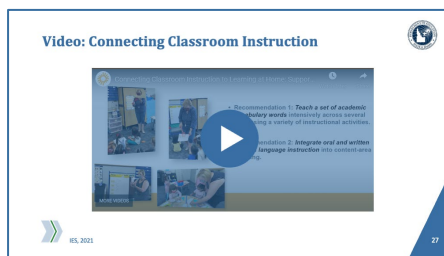 Video: Connecting Classroom Instruction
Connecting Classroom Instruction to Learning at Home: Support
• Recommendation 1: Teach a set of academic
vocabulary words intensively across several
using a variety of instructional activities.
mendation 2: Integrate oral and written
language instruction into content-area
MORE VIDEOS
IES, 2021
27